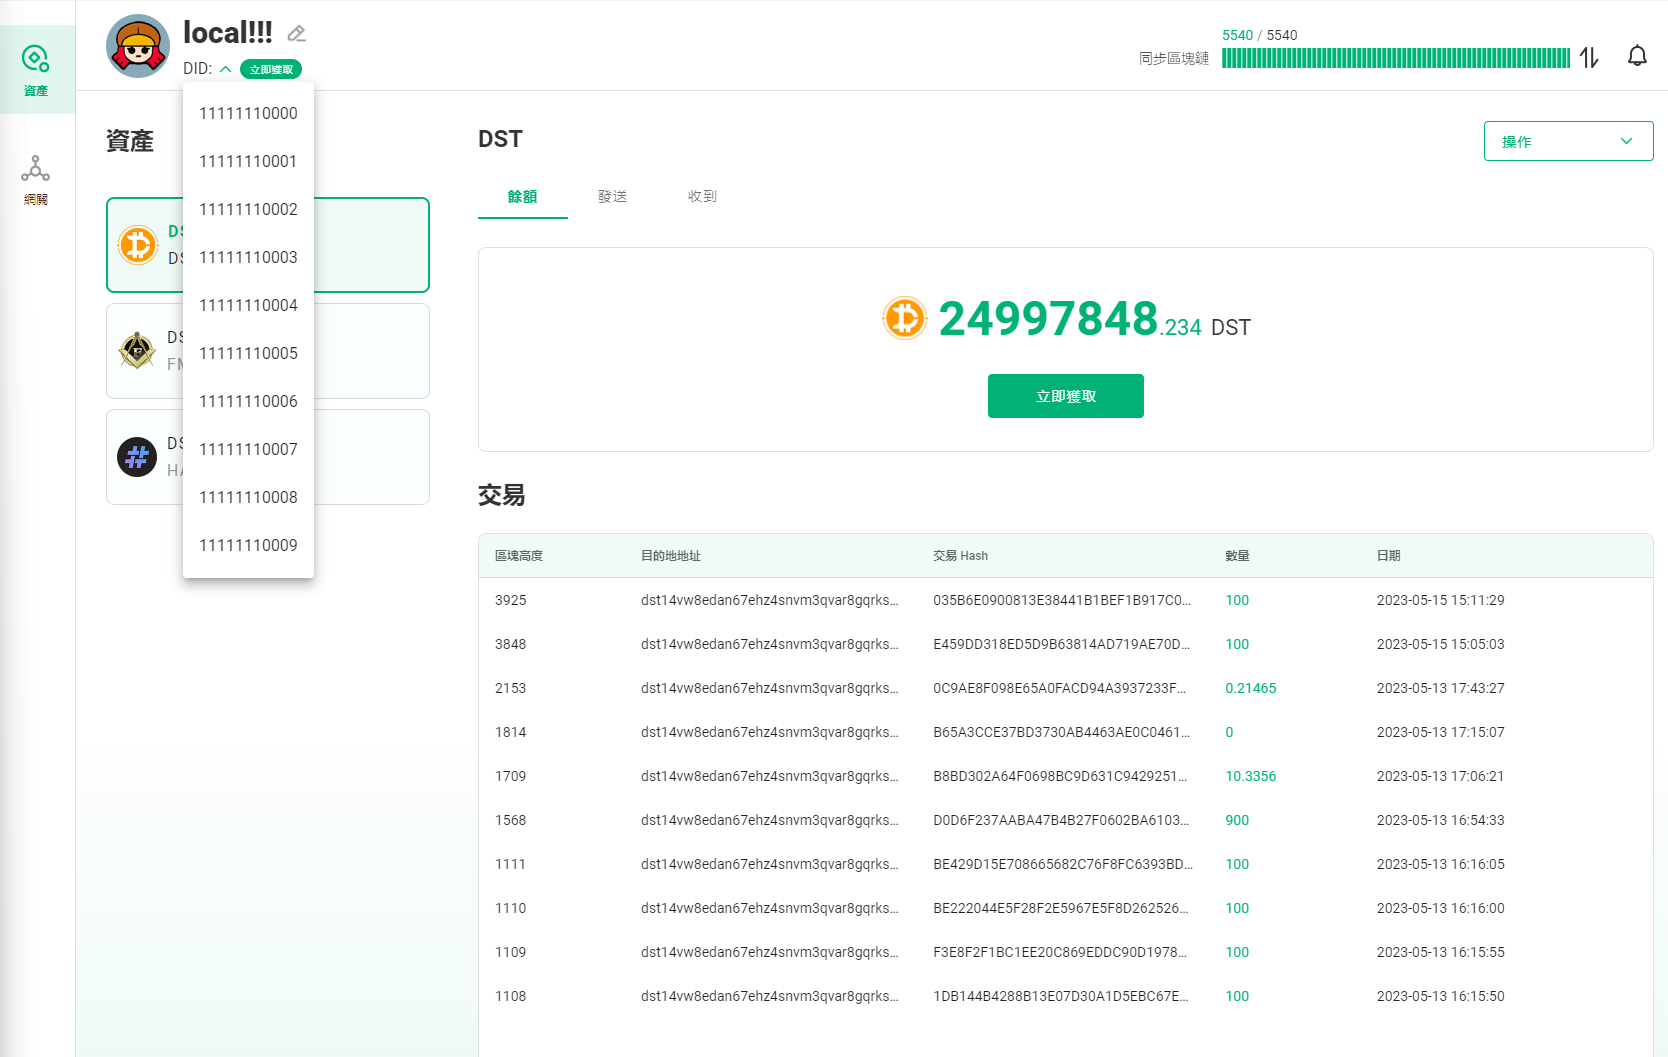 資產
網關
local!!!
DID: 立即獲取
11111110000
11111110001
11111110002
11111110003
11111110004
11111110005
11111110006
11111110007
11111110008
11111110009
同步區塊鏈
5540 / 5540
資產
DS
DS
DS
FM
DS
HA
DST
操作
餘額 發送 收到
24997848.234 DST
立即獲取
交易
區塊高度 目的地地址 交易 Hash 數量 日期
3925 dst14vw8edan67ehz4snvm3qvar8gqrks... 035B6E0900813E38441B1BEF1B917C0... 100 2023-05-15 15:11:29
3848 dst14vw8edan67ehz4snvm3qvar8gqrks... E459DD318ED5D9B63814AD719AE70D... 100 2023-05-15 15:05:03
2153 dst14vw8edan67ehz4snvm3qvar8gqrks... 0C9AE8F098E65A0FACD94A3937233F... 0.21465 2023-05-13 17:43:27
1814 dst14vw8edan67ehz4snvm3qvar8gqrks... B65A3CCE37BD3730AB4463AE0C0461... 0 2023-05-13 17:15:07
1709 dst14vw8edan67ehz4snvm3qvar8gqrks... B8BD302A64F0698BC9D631C9429251... 10.3356 2023-05-13 17:06:21
1568 dst14vw8edan67ehz4snvm3qvar8gqrks... D0D6F237AABA47B4B27F0602BA6103... 900 2023-05-13 16:54:33
1111 dst14vw8edan67ehz4snvm3qvar8gqrks... BE429D15E708665682C76F8FC6393BD... 100 2023-05-13 16:16:05
1110 dst14vw8edan67ehz4snvm3qvar8gqrks... BE222044E5F28F2E5967E5F8D262526... 100 2023-05-13 16:16:00
1109 dst14vw8edan67ehz4snvm3qvar8gqrks... F3E8F2F1BC1EE20C869EDDC90D1978... 100 2023-05-13 16:15:55
1108 dst14vw8edan67ehz4snvm3qvar8gqrks... 1DB144B4288B13E07D30A1D5EBC67E... 100 2023-05-13 16:15:50